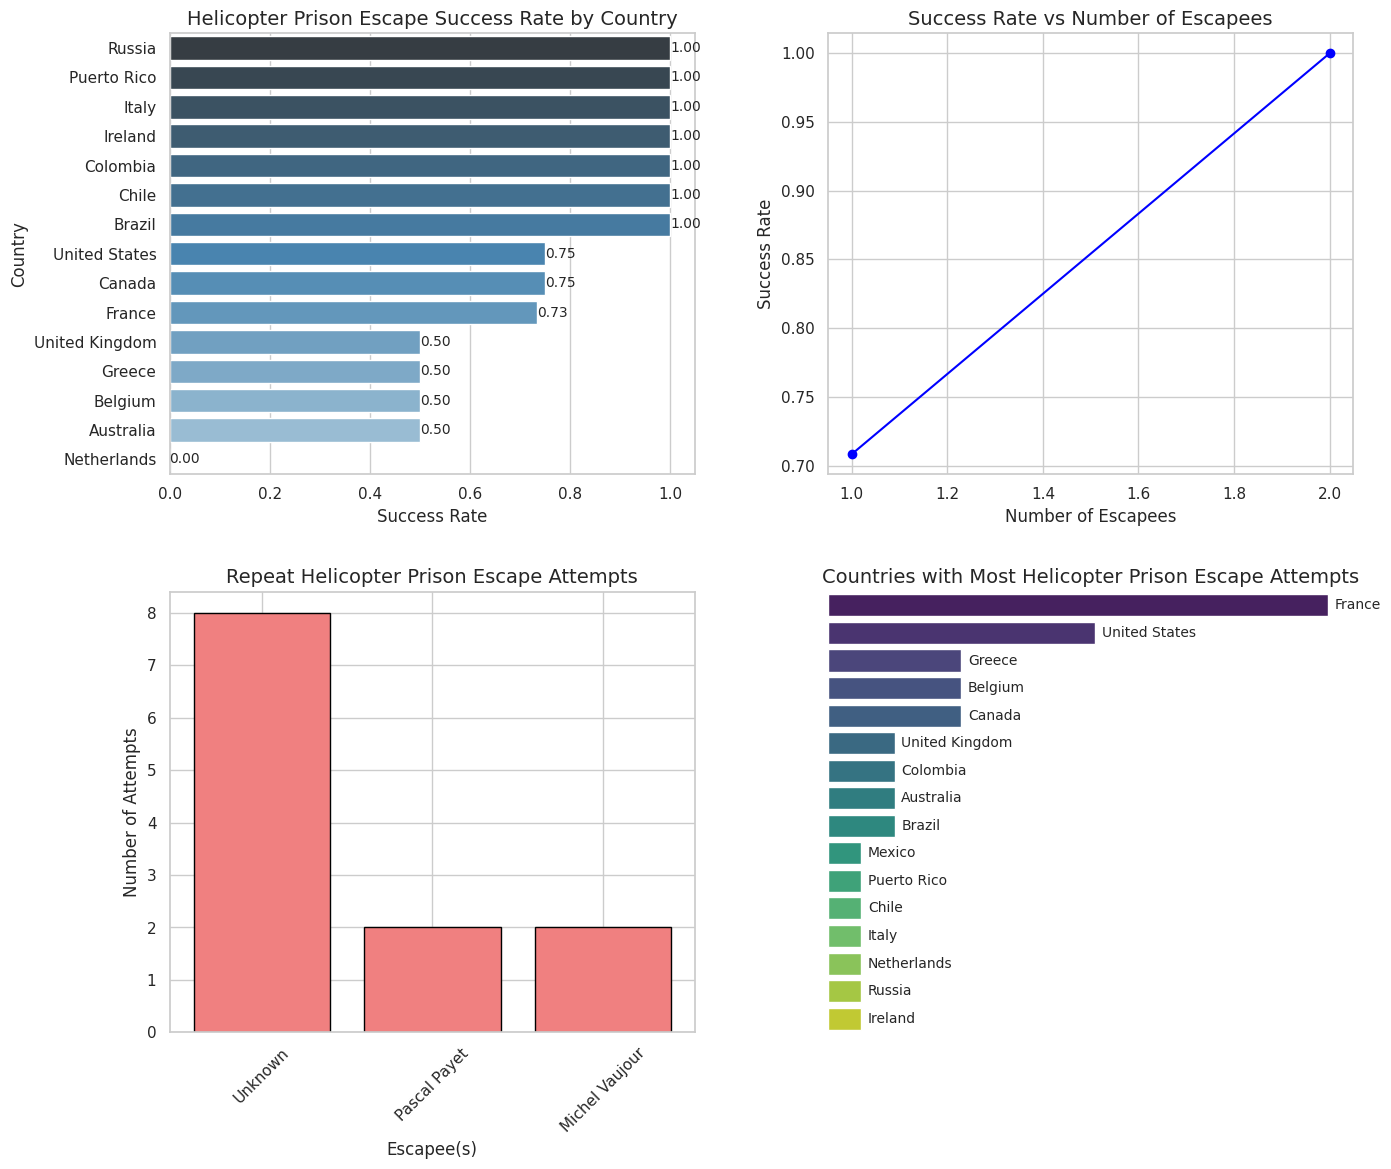 Helicopter Prison Escape Success Rate by Country
Country
Russia 1.00
Puerto Rico 1.00
Italy 1.00
Ireland 1.00
Colombia 1.00
Chile 1.00
Brazil 1.00
United States 0.75
Canada 0.75
France 0.73
United Kingdom 0.50
Greece 0.50
Belgium 0.50
Australia 0.50
Netherlands 0.00
0.0 0.2 0.4 0.6 0.8 1.0
Success Rate
Success Rate vs Number of Escapees
Success Rate
1.00
0.95
0.90
0.85
0.80
0.75
0.70
1.0 1.2 1.4 1.6 1.8 2.0
Number of Escapees
Repeat Helicopter Prison Escape Attempts
Number of Attempts
8
7
6
5
4
3
2
1
0
Unknown
Pascal Payet
Michel Vaujour
Escapee(s)
Countries with Most Helicopter Prison Escape Attempts
France
United States
Greece
Belgium
Canada
United Kingdom
Colombia
Australia
Brazil
Mexico
Puerto Rico
Chile
Italy
Netherlands
Russia
Ireland